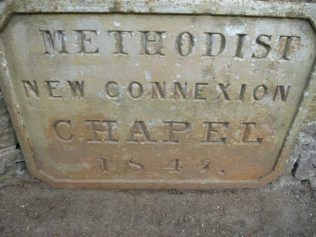 METHODIST
NEW CONNEXION
CHAPEL
1847.